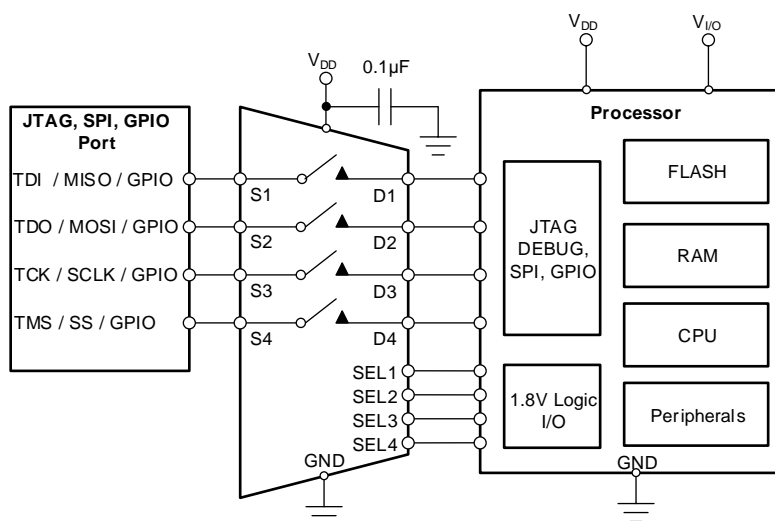 VDD
VI/O
VDD
0.1µF
JTAG, SPI, GPIO
Port
Processor
TDI / MISO / GPIO
S1
D1
FLASH
TDO / MOSI / GPIO
S2
D2
JTAG
DEBUG,
SPI, GPIO
RAM
TCK / SCLK / GPIO
S3
D3
TMS / SS / GPIO
S4
D4
CPU
SEL1
SEL2
SEL3
SEL4
1.8V Logic
I/O
Peripherals
GND
GND